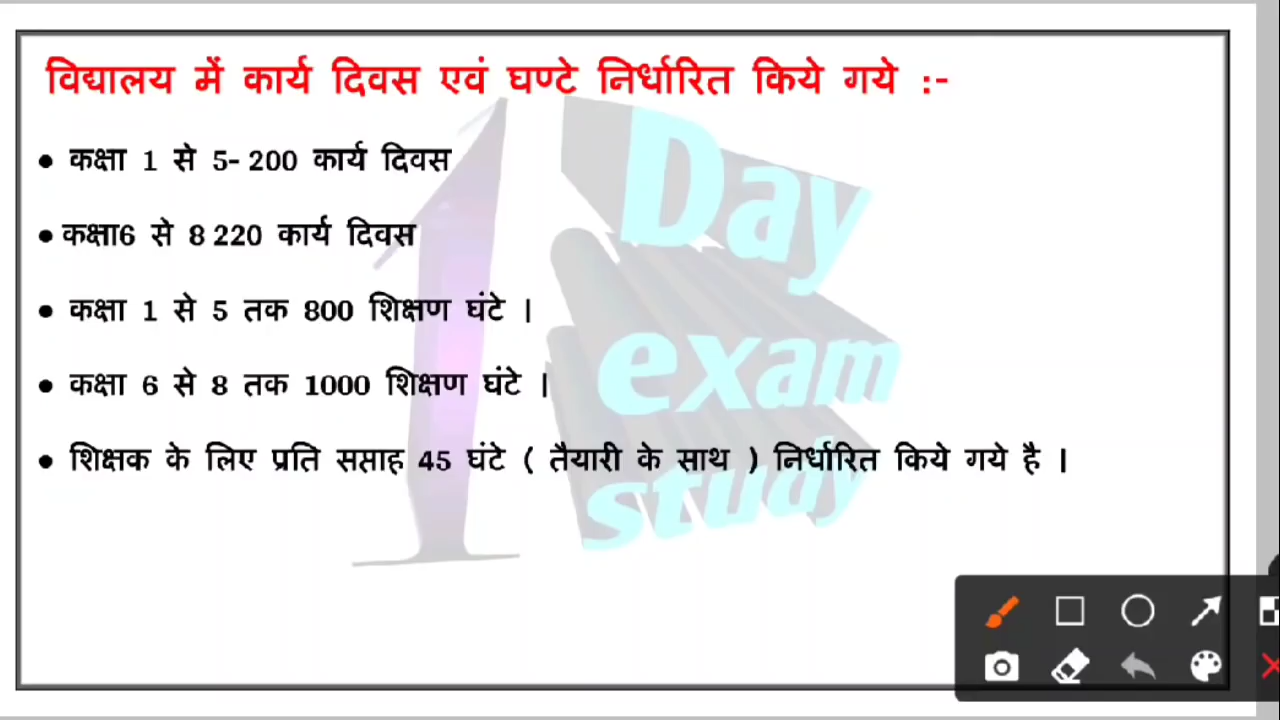 विद्यालय में कार्य दिवस एवं घण्टे निर्धारित किये गये :-
• कक्षा 1 से 5- 200 कार्य दिवस
• कक्षा6 से 8 220 कार्य दिवस
• कक्षा 1 से 5 तक 800 शिक्षण घंटे ।
• कक्षा 6 से 8 तक 1000 शिक्षण घंटे ।
• शिक्षक के लिए प्रति सप्ताह 45 घंटे ( तैयारी के साथ ) निर्धारित किये गये है ।
1 Day
exam
study